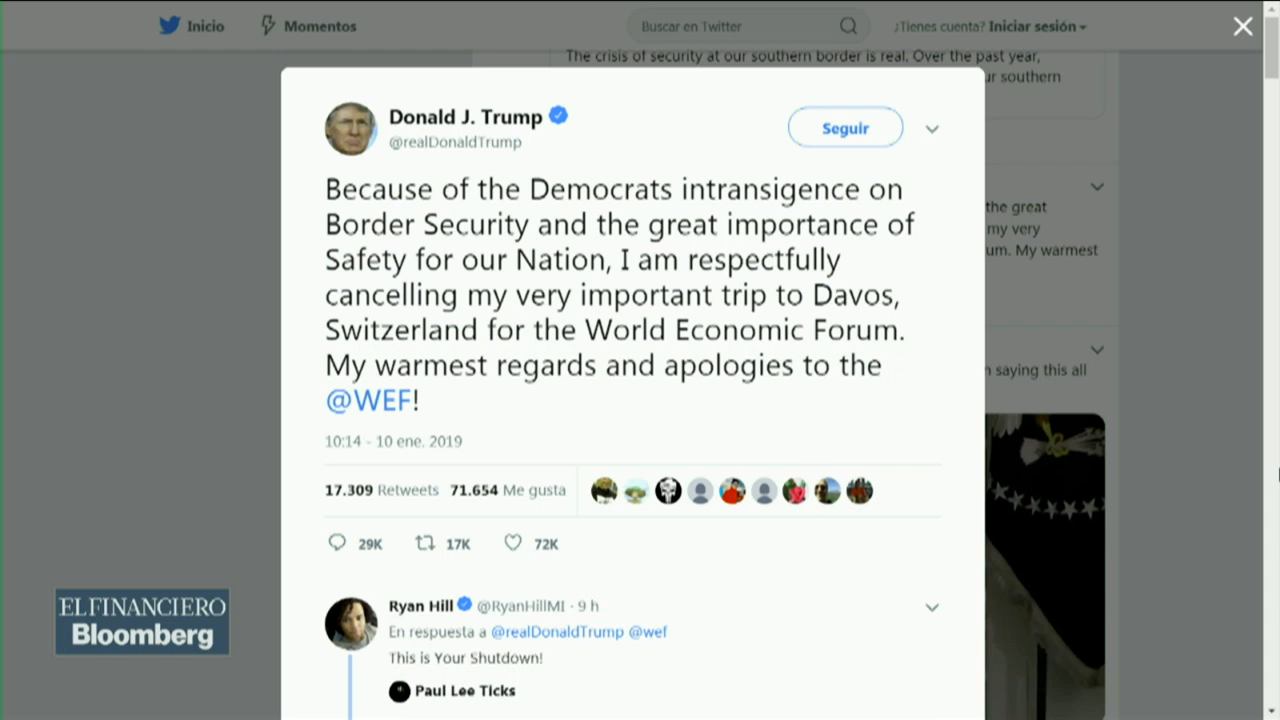 Inicio
Momentos
Buscar en Twitter
¿Tienes cuenta? Iniciar sesión
The crisis of security at our southern border is real. Over the past year,
southern
Donald J. Trump
@realDonaldTrump
Seguir
Because of the Democrats intransigence on
Border Security and the great importance of
Safety for our Nation, I am respectfully
cancelling my very important trip to Davos,
Switzerland for the World Economic Forum.
My warmest regards and apologies to the
@WEF!
the great
my very
um. My warmest
saying this all
10:14 - 10 ene. 2019
17.309 Retweets 71.654 Me gusta
29K 17K 72K
Ryan Hill @RyanHillMI · 9 h
En respuesta a @realDonaldTrump @wef
This is Your Shutdown!
Paul Lee Ticks
EL FINANCIERO
Bloomberg